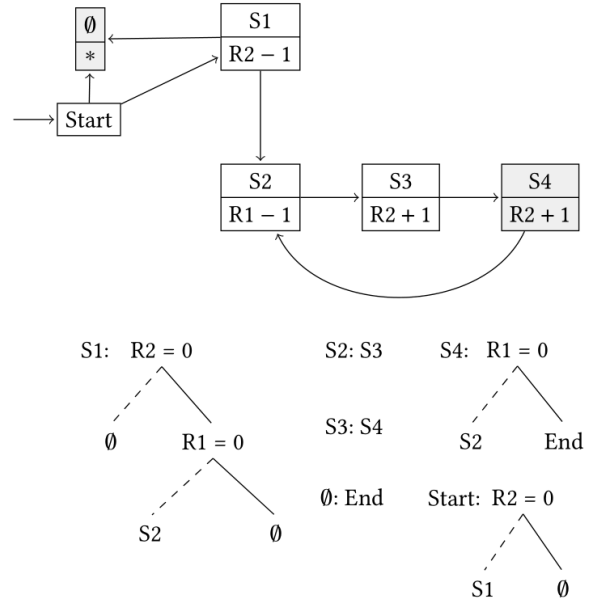 ∅
*
S1
R2 − 1
Start
S2
R1 − 1
S3
R2 + 1
S4
R2 + 1
S1: R2 = 0
∅
R1 = 0
S2
∅
S2: S3
S3: S4
∅: End
S4: R1 = 0
S2
End
Start: R2 = 0
S1
∅